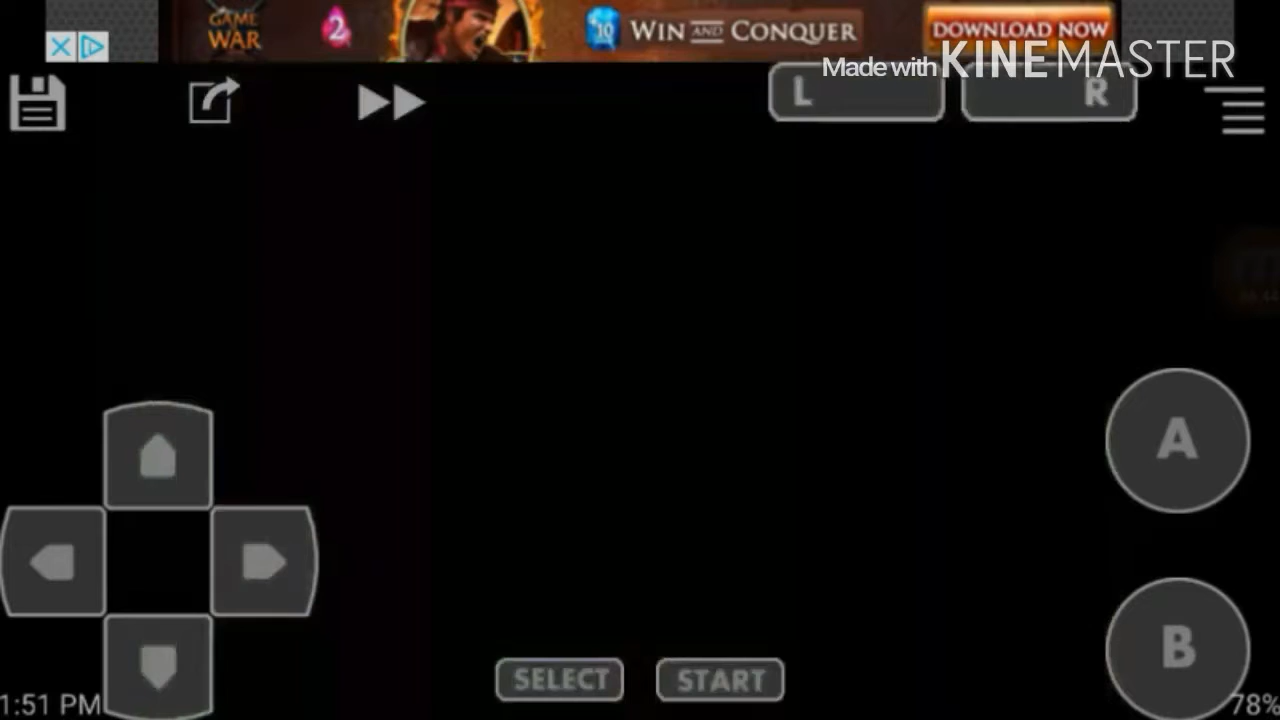 GAME
WAR
2
10
WIN AND CONQUER
DOWNLOAD NOW
Made with KINEMASTER
L
R
A
B
SELECT
START
1:51 PM
78%